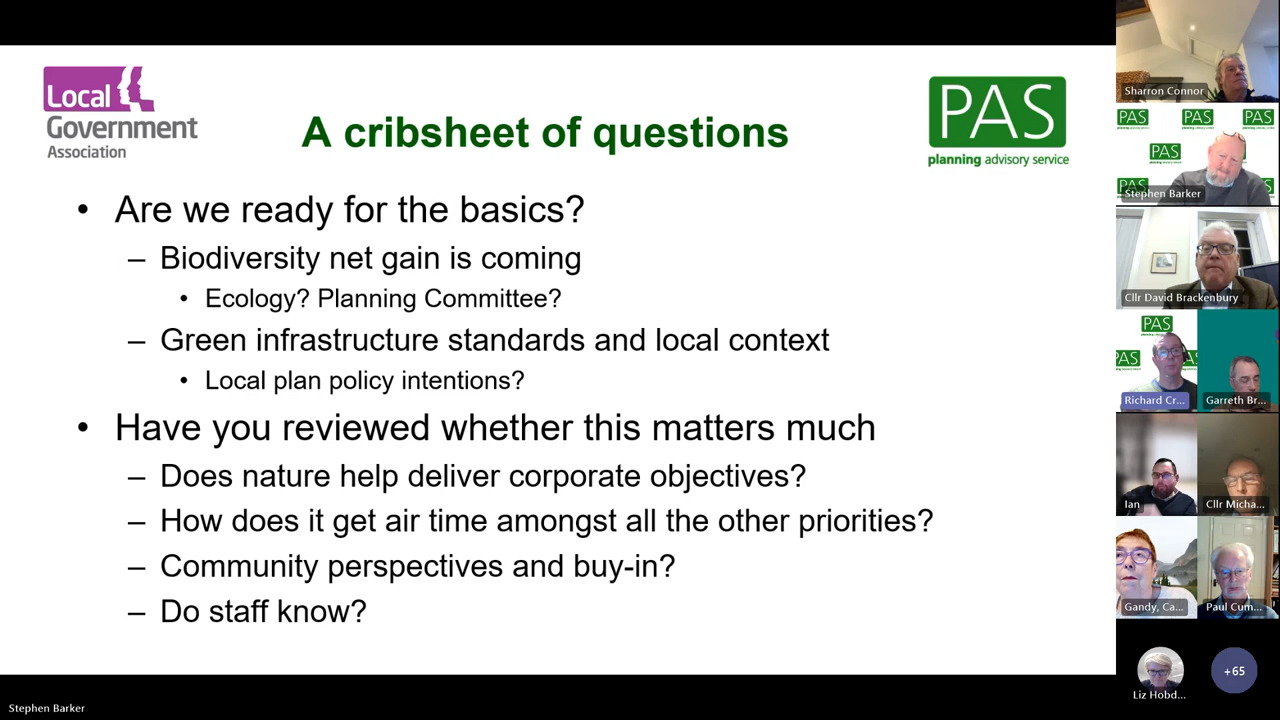 Local
Government
Association
A cribsheet of questions
PAS
planning advisory service
• Are we ready for the basics?
– Biodiversity net gain is coming
• Ecology? Planning Committee?
– Green infrastructure standards and local context
• Local plan policy intentions?
• Have you reviewed whether this matters much
– Does nature help deliver corporate objectives?
– How does it get air time amongst all the other priorities?
– Community perspectives and buy-in?
– Do staff know?
Stephen Barker
Sharron Connor
PAS
Stephen Barker
Cllr David Brackenbury
PAS
Richard Cr...
Garreth Br...
Ian
Cllr Micha...
Gandy, Ca...
Paul Cum...
Liz Hobd...
+65